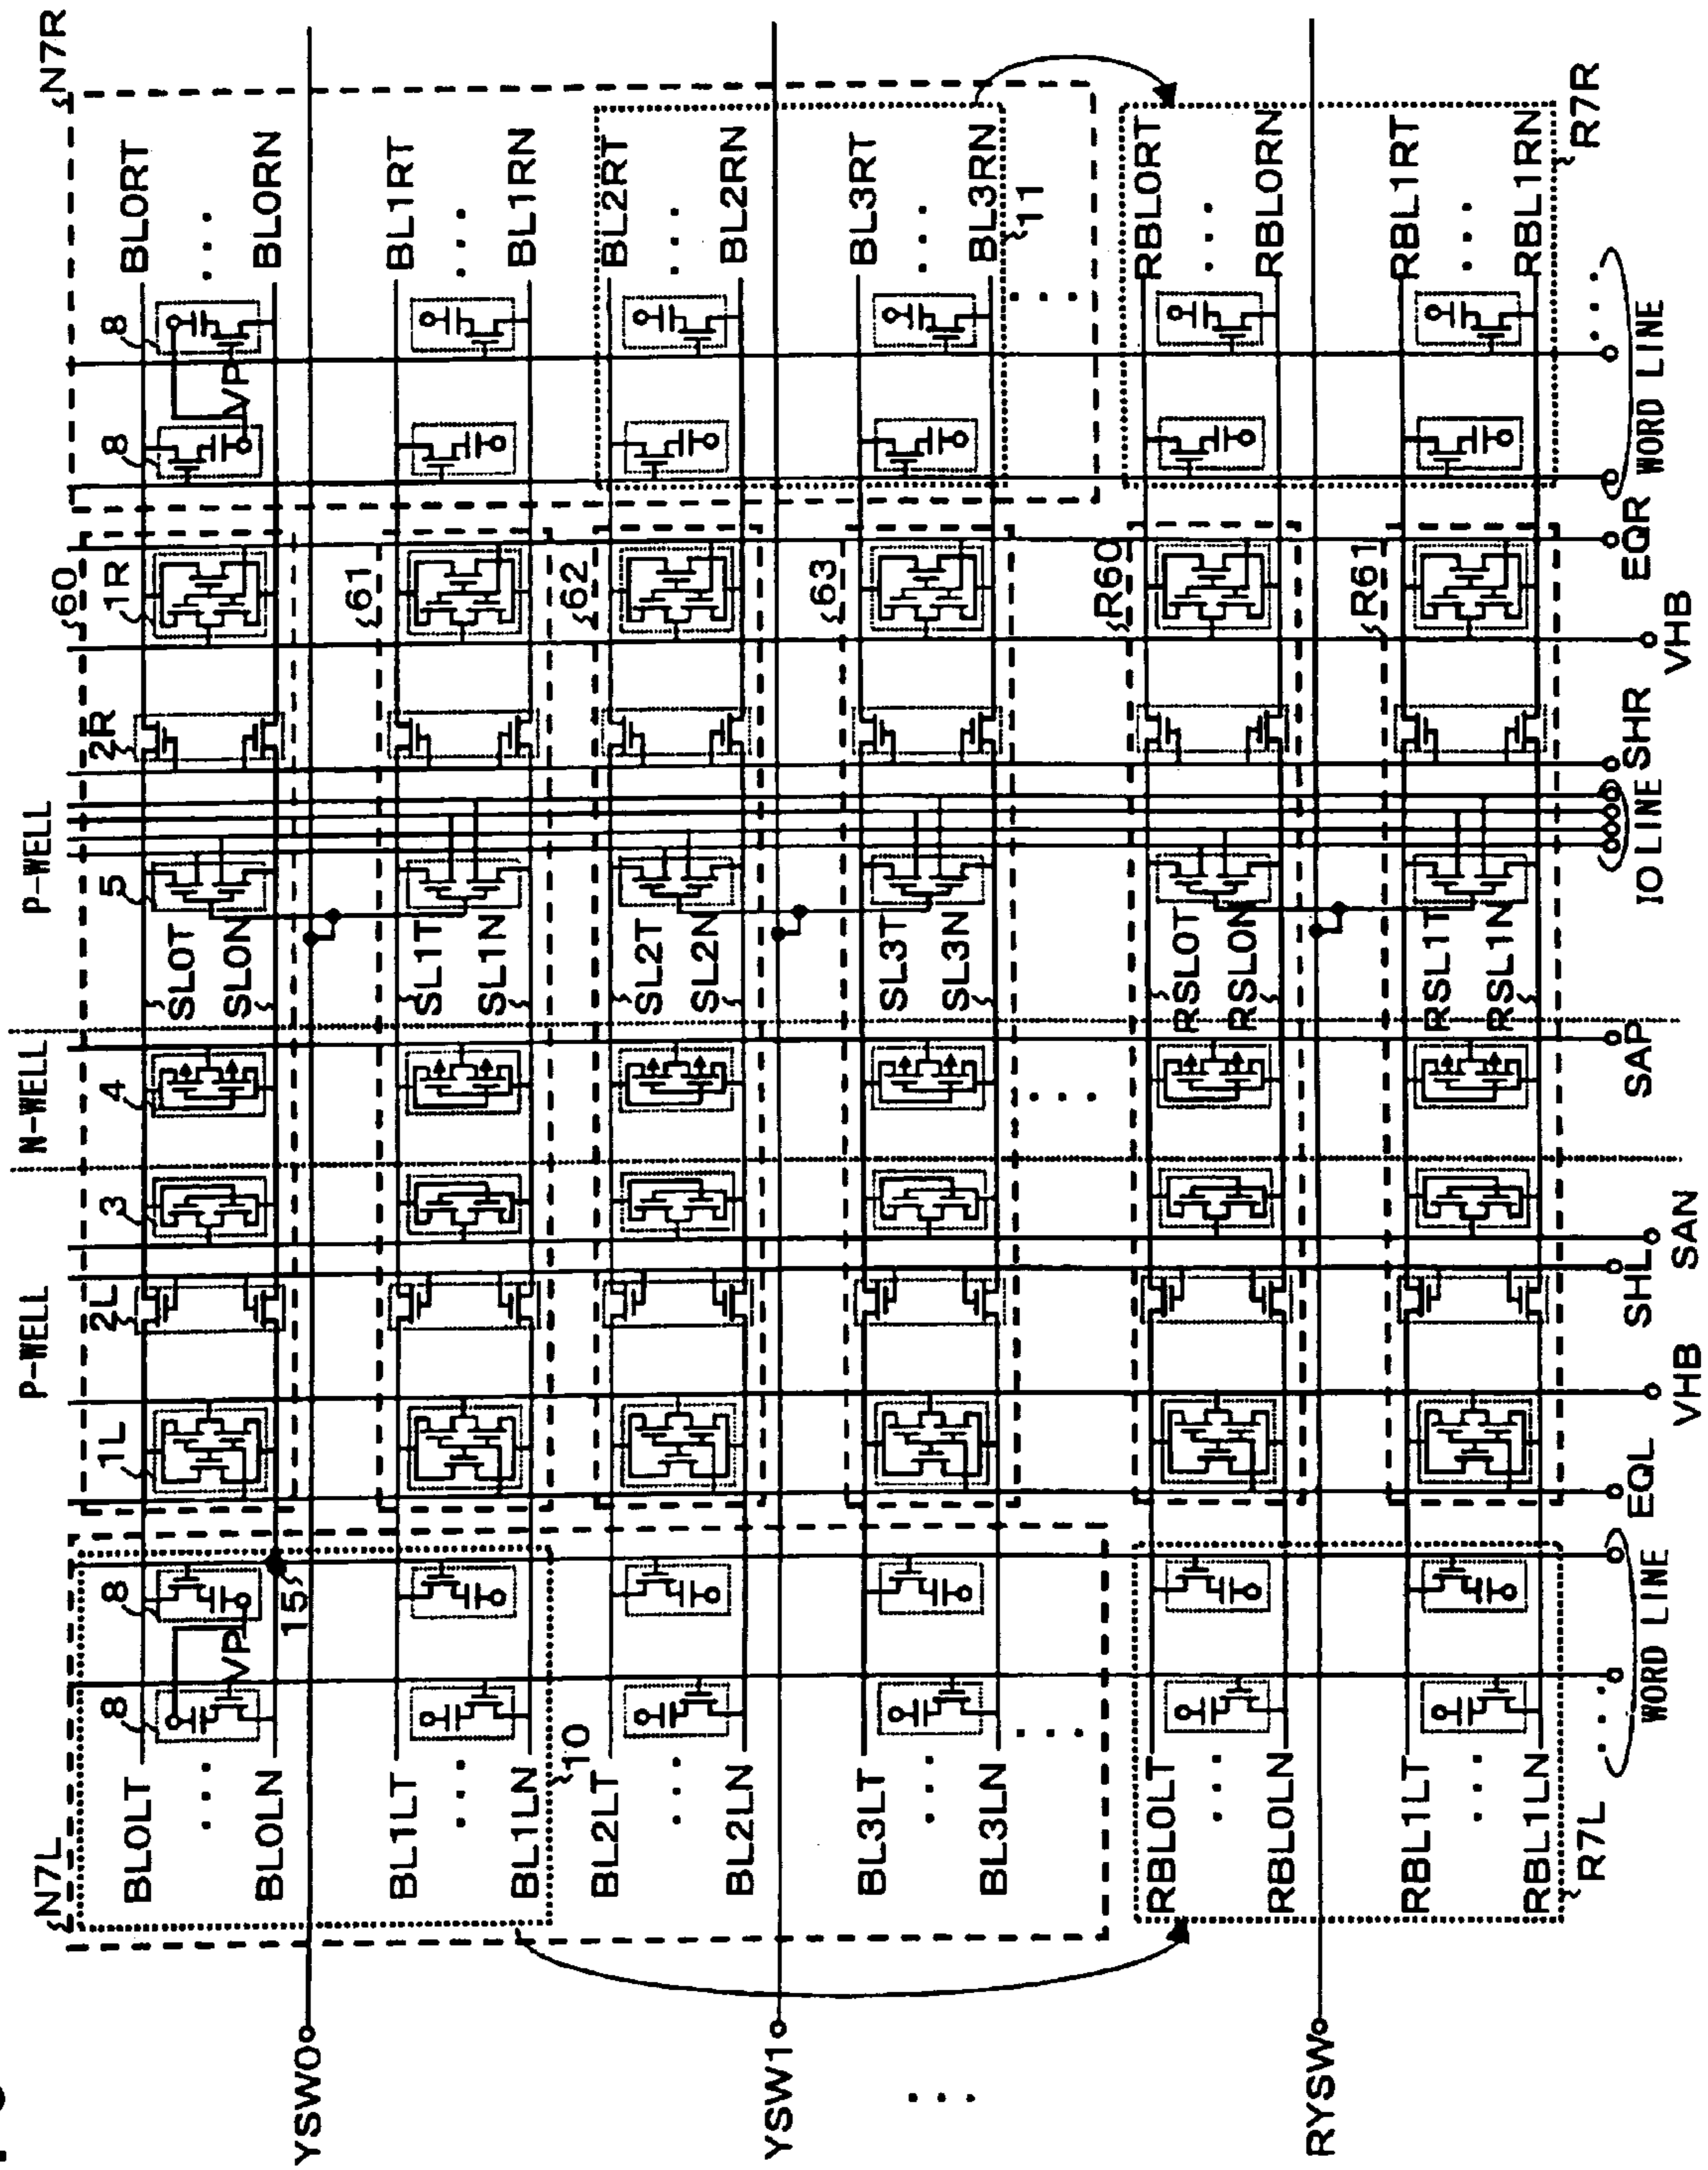 N7R
BL0RT
BL0RN
BL1RT
BL1RN
BL2RT
BL2RN
BL3RT
BL3RN
11
RBL0RT
RBL0RN
RBL1RT
RBL1RN
R7R
8
8
VP
WORD LINE
60
1R
61
62
63
R60
R61
EQR
VHB
2R
SHR
P-WELL
5
IO LINE
SL0T
SL0N
SL1T
SL1N
SL2T
SL2N
SL3T
SL3N
RSL0T
RSL0N
RSL1T
RSL1N
N-WELL
4
SAP
3
SAN
P-WELL
2L
SHL
1L
VHB
EQL
N7L
8
8
VP
15
10
WORD LINE
BL0LT
BL0LN
BL1LT
BL1LN
BL2LT
BL2LN
BL3LT
BL3LN
RBL0LT
RBL0LN
RBL1LT
RBL1LN
R7L
YSW0
YSW1
RYSW